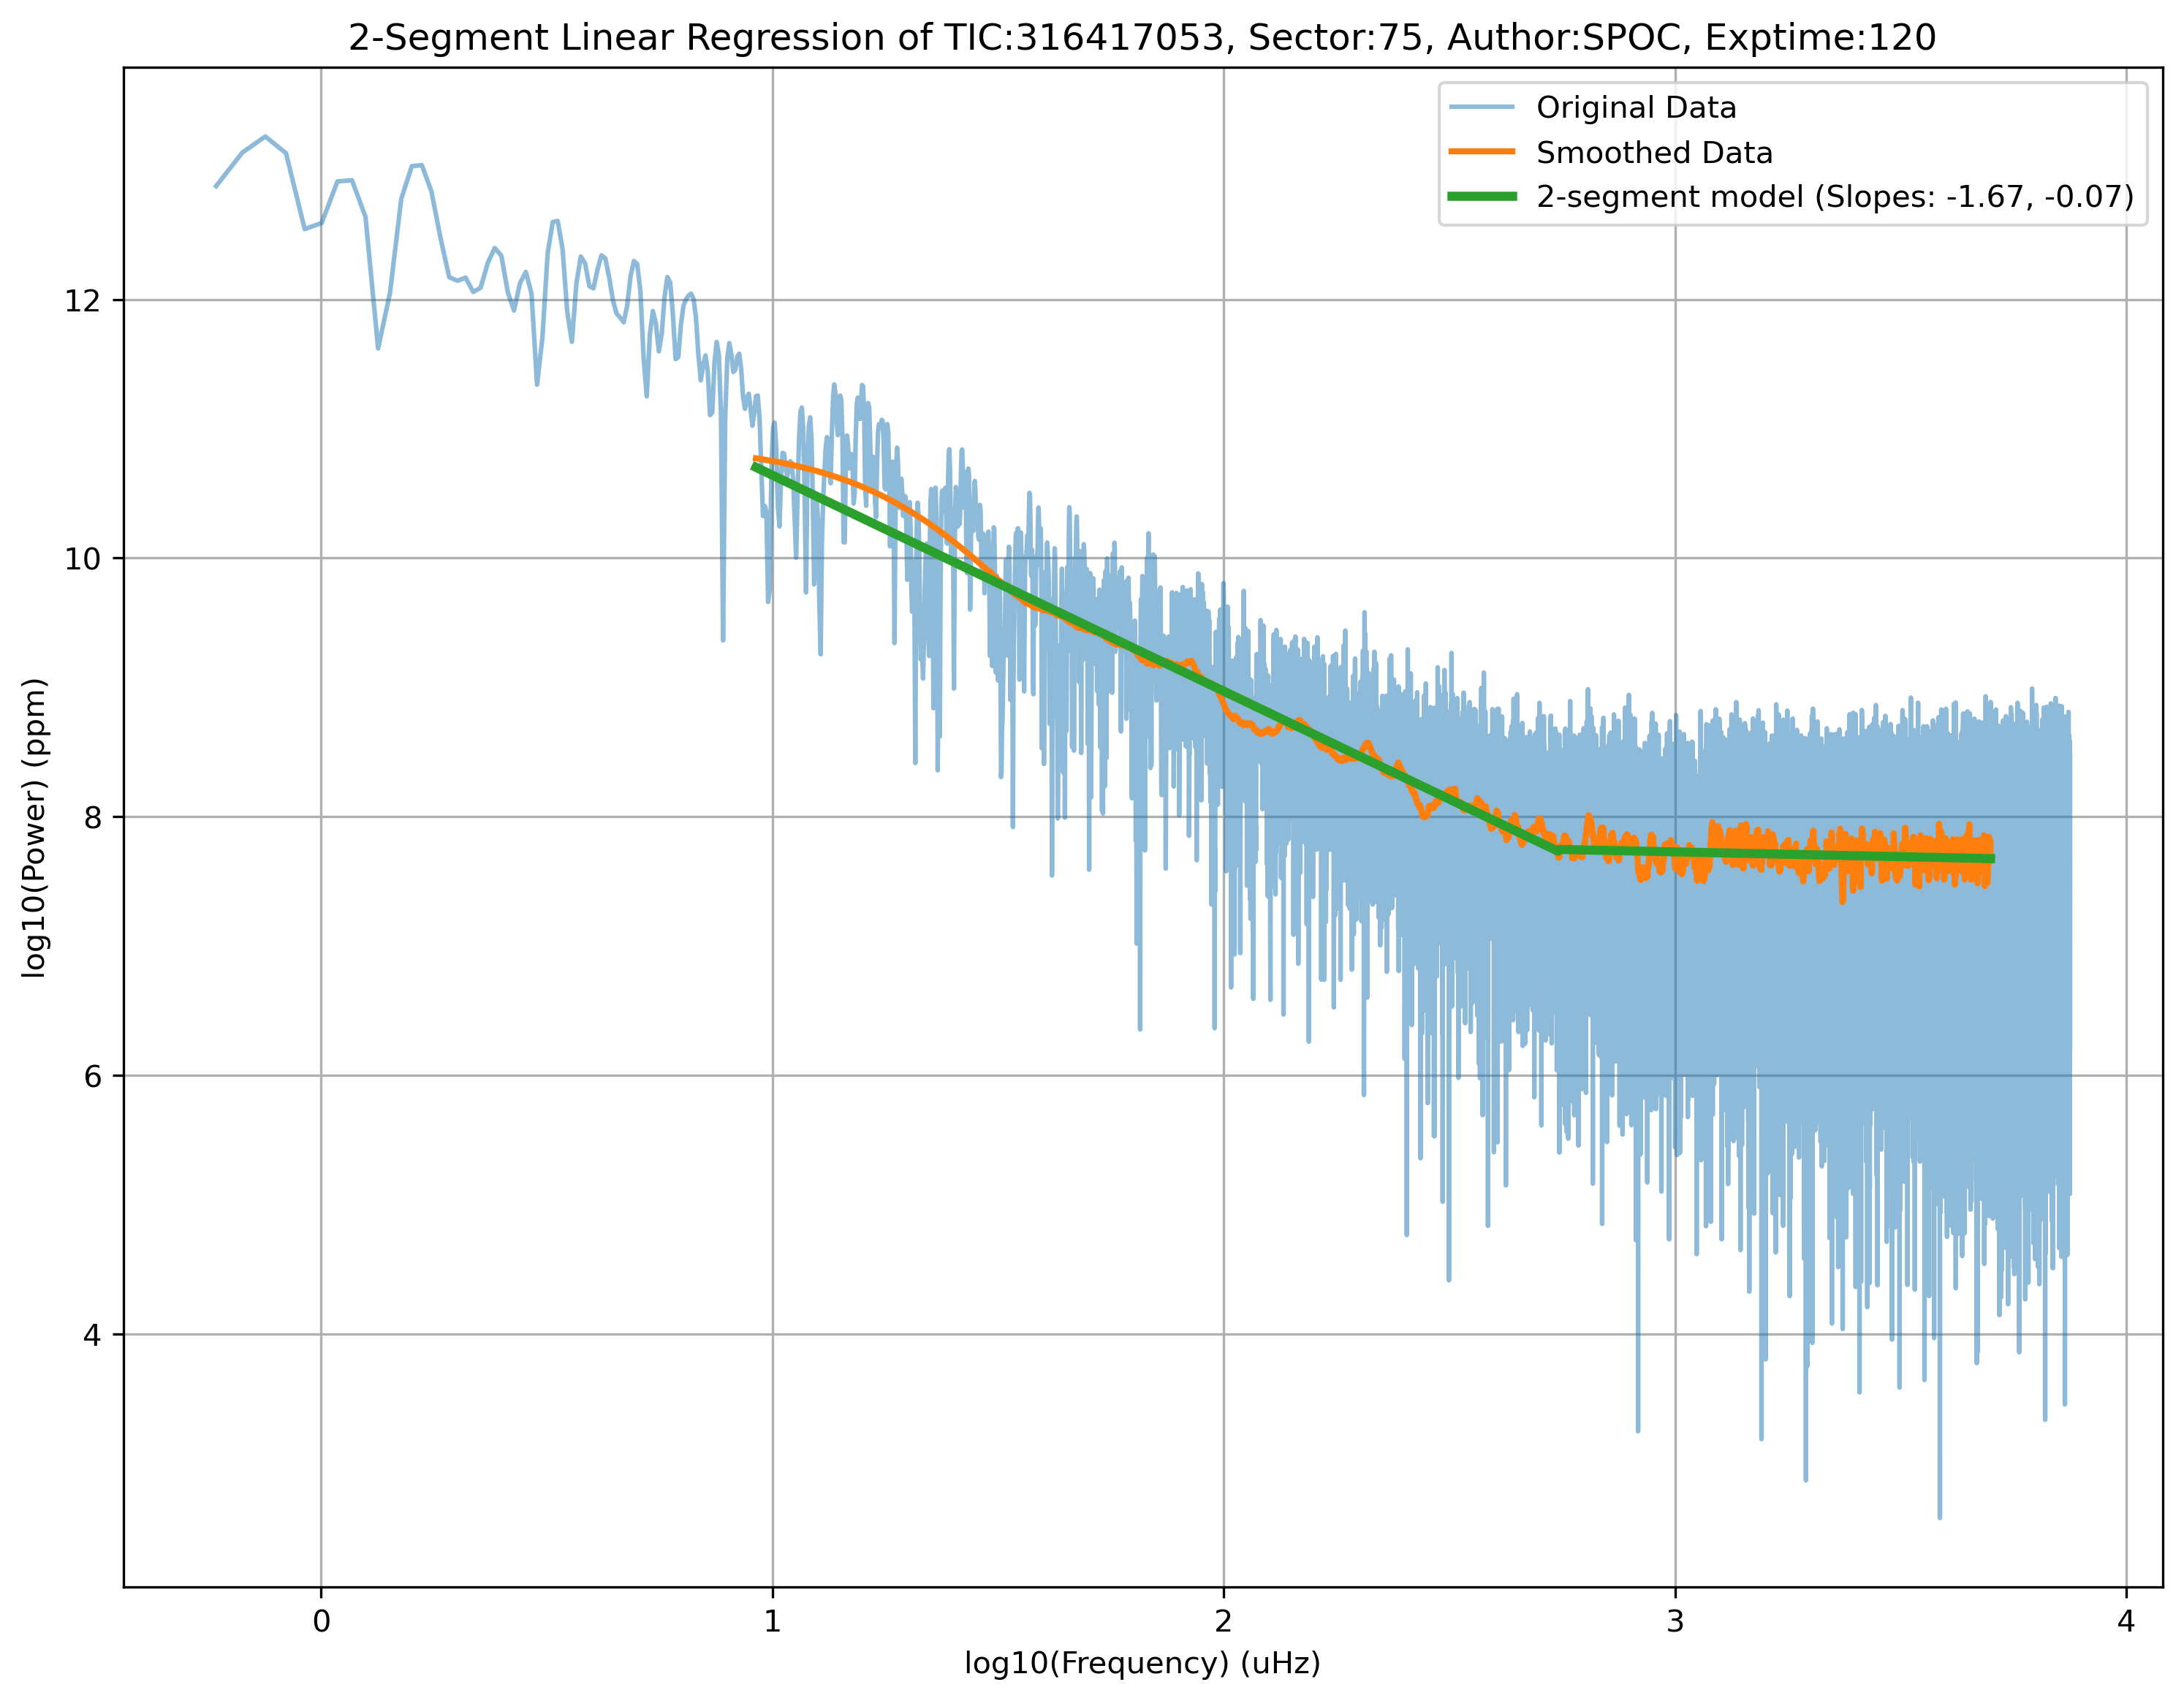 2-Segment Linear Regression of TIC:316417053, Sector:75, Author:SPOC, Exptime:120
Original Data
Smoothed Data
2-segment model (Slopes: -1.67, -0.07)
log10(Power) (ppm)
12
10
8
6
4
0
1
2
3
4
log10(Frequency) (uHz)